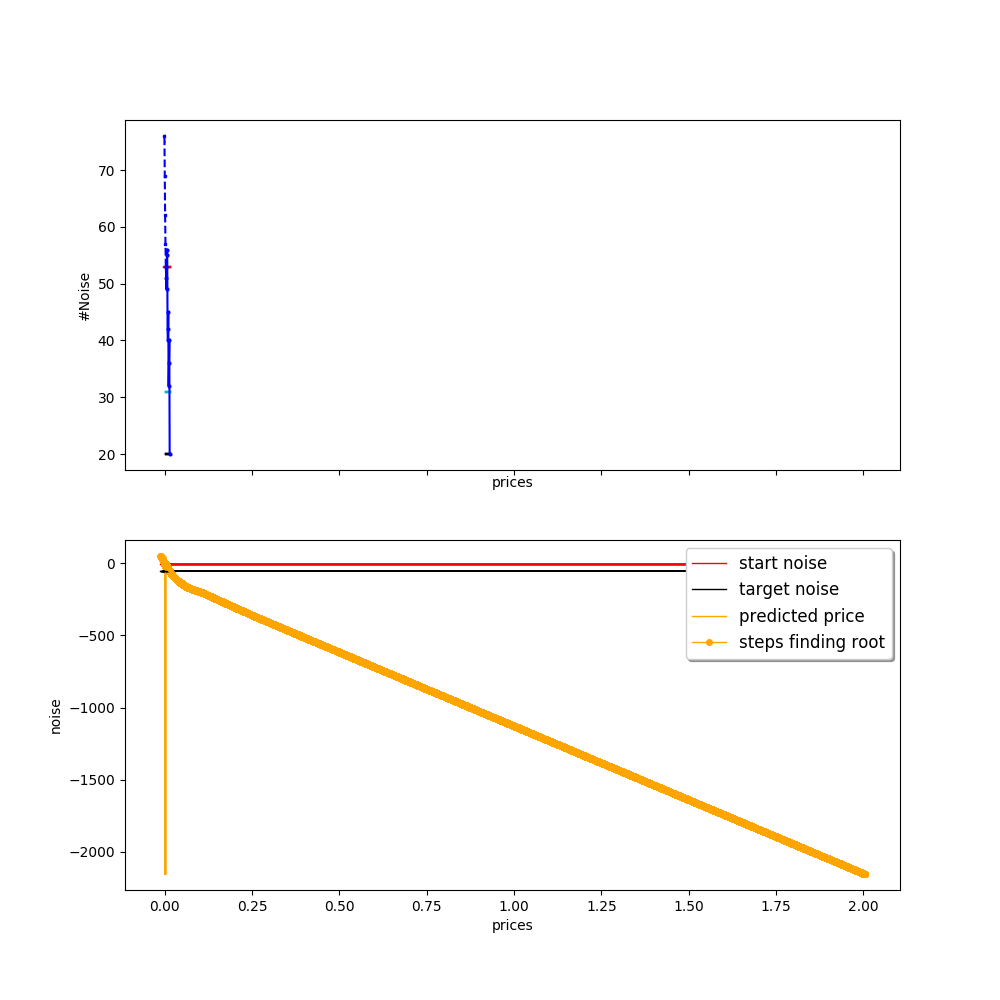 70
60
50
40
30
20
#Noise
prices
0
−500
−1000
−1500
−2000
noise
start noise
target noise
predicted price
steps finding root
0.00 0.25 0.50 0.75 1.00 1.25 1.50 1.75 2.00
prices